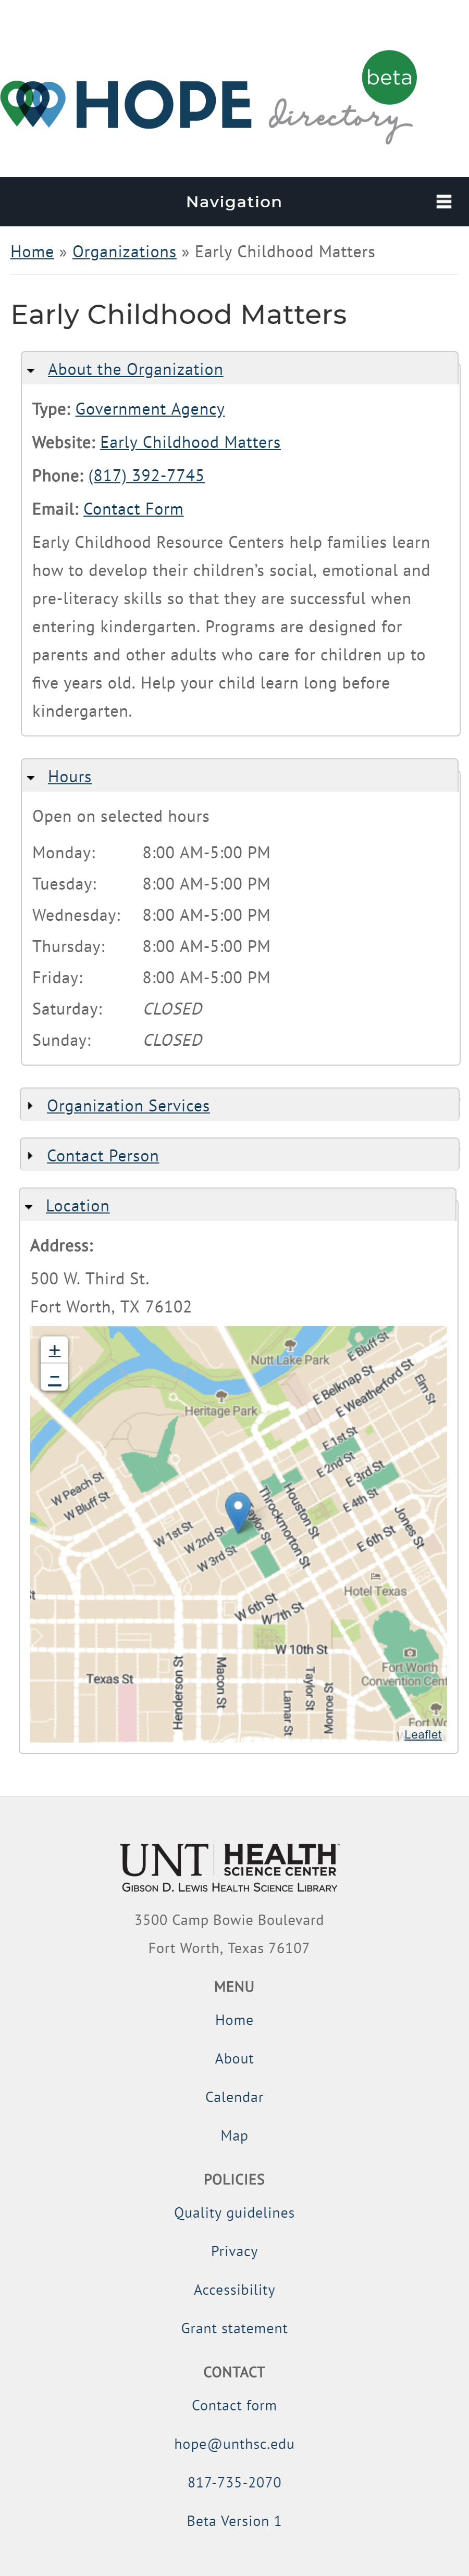 HOPE directory beta
Navigation
Home » Organizations » Early Childhood Matters
Early Childhood Matters
About the Organization
Type: Government Agency
Website: Early Childhood Matters
Phone: (817) 392-7745
Email: Contact Form
Early Childhood Resource Centers help families learn
how to develop their children’s social, emotional and
pre-literacy skills so that they are successful when
entering kindergarten. Programs are designed for
parents and other adults who care for children up to
five years old. Help your child learn long before
kindergarten.
Hours
Open on selected hours
Monday: 8:00 AM-5:00 PM
Tuesday: 8:00 AM-5:00 PM
Wednesday: 8:00 AM-5:00 PM
Thursday: 8:00 AM-5:00 PM
Friday: 8:00 AM-5:00 PM
Saturday: CLOSED
Sunday: CLOSED
Organization Services
Contact Person
Location
Address:
500 W. Third St.
Fort Worth, TX 76102
+
−
Nutt Lake Park
E Bluff St
E Belknap St
E Weatherford St
Elm St
Heritage Park
E 1st St
E 2nd St
E 3rd St
E 4th St
W Peach St
W Bluff St
Houston St
Throckmorton St
Jones St
W 1st St
W 2nd St
W 3rd St
E 6th St
Hotel Texas
W 6th St
W 7th St
W 10th St
Fort Worth
Convention Cent
Texas St
Henderson St
Macon St
Lamar St
Taylor St
Monroe St
Fort Wo
Leaflet
UNT HEALTH
SCIENCE CENTER
GIBSON D. LEWIS HEALTH SCIENCE LIBRARY
3500 Camp Bowie Boulevard
Fort Worth, Texas 76107
MENU
Home
About
Calendar
Map
POLICIES
Quality guidelines
Privacy
Accessibility
Grant statement
CONTACT
Contact form
hope@unthsc.edu
817-735-2070
Beta Version 1